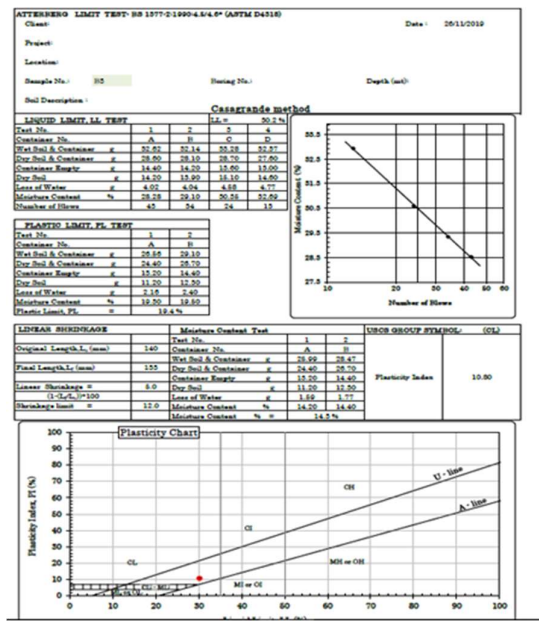 ATTERBERG LIMIT TEST- BS 1377-2-1990-4.5/4.6* (ASTM D4318)
Client: Date : 26/11/2019
Project:
Location:
Sample No.: Boring No.: Depth (mt):
Soil Description :
Casagrande method
LIQUID LIMIT, LL TEST LL = 30.2 %
Test No. 1 2 3 4
Container No. A B C D
Wet Soil & Container g 32.62 32.14 33.28 32.37
Dry Soil & Container g 28.60 28.10 28.70 27.60
Container Empty g 14.40 14.20 13.60 13.00
Dry Soil g 14.20 13.90 15.10 14.60
Loss of Water g 4.02 4.04 4.58 4.77
Moisture Content % 28.29 29.10 32.69
Number of Blows 43 34 24 13
33.5
32.5
31.5
30.5
29.5
28.5
27.5
10 20 30 40 50 60
Moisture Content (%)
Number of Blows
PLASTIC LIMIT, PL TEST
Test No. 1 2
Container No. A B
Wet Soil & Container g 26.56 29.10
Dry Soil & Container g 24.40 26.70
Container Empty g 13.20 14.40
Dry Soil g 11.20 12.30
Loss of Water g 2.16 2.40
Moisture Content % 19.30 19.50
Plastic Limit, PL = 19.4 %
LINEAR SHRINKAGE Moisture Content Test USCS GROUP SYMBOL: (CL)
Test No. 1 2
Original Length,L, (mm) 140 Container No. A B
Wet Soil & Container g 25.99 28.47
Final Length,L, (mm) 133 Dry Soil & Container g 24.40 26.70
Container Empty g 13.20 14.40
Plasticity Index 10.80
Linear Shrinkage = 5.0 Dry Soil g 11.20 12.30
(1-(L/L,))*100 Loss of Water g 1.59 1.77
Shrinkage limit = 12.0 Moisture Content % 14.20 14.40
Moisture Content % = 14.3 %
Plasticity Chart
Plasticity Index, PI (%)
100
90
80
70
60
50
40
30
20
10
0
U - line
A - line
CH
CI
CL
CL - ML
MI or OI
MH or OH
0 10 20 30 40 50 60 70 80 90 100